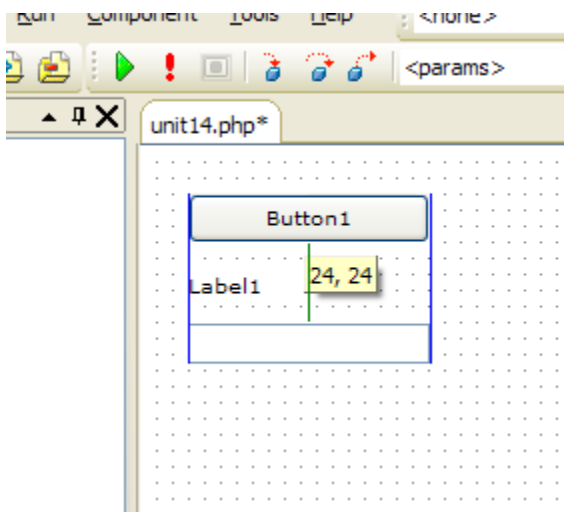 Run Component Tools Help <none>
<params>
unit14.php*
Button1
24, 24
Label1